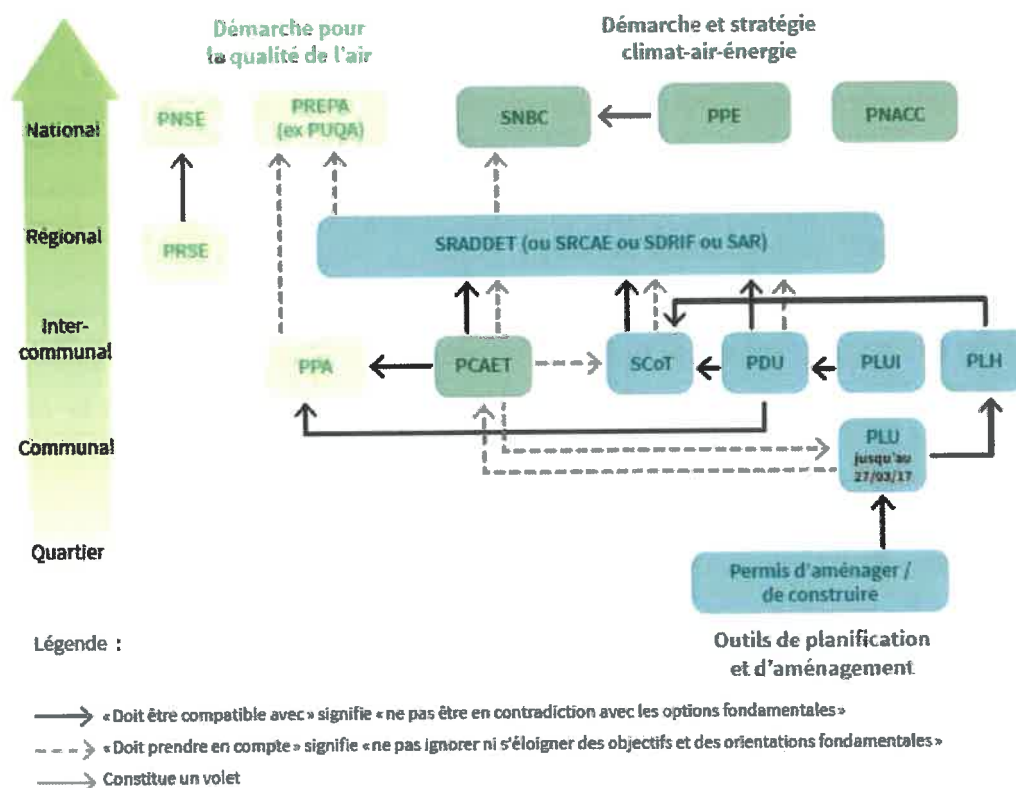 Démarche pour
la qualité de l'air
Démarche et stratégie
climat-air-énergie
National
PNSE
PREPA
(ex PUQA)
SNBC
PPE
PNACC
Régional
PRSE
SRADDET (ou SRCAE ou SDRIF ou SAR)
Inter-
communal
PPA
PCAET
SCoT
PDU
PLUI
PLH
Communal
PLU
jusqu'au
27/03/17
Quartier
Permis d'aménager /
de construire
Légende :
Outils de planification
et d'aménagement
«Doit être compatible avec» signifie «ne pas être en contradiction avec les options fondamentales»
«Doit prendre en compte» signifie «ne pas ignorer ni s'éloigner des objectifs et des orientations fondamentales»
Constitue un volet